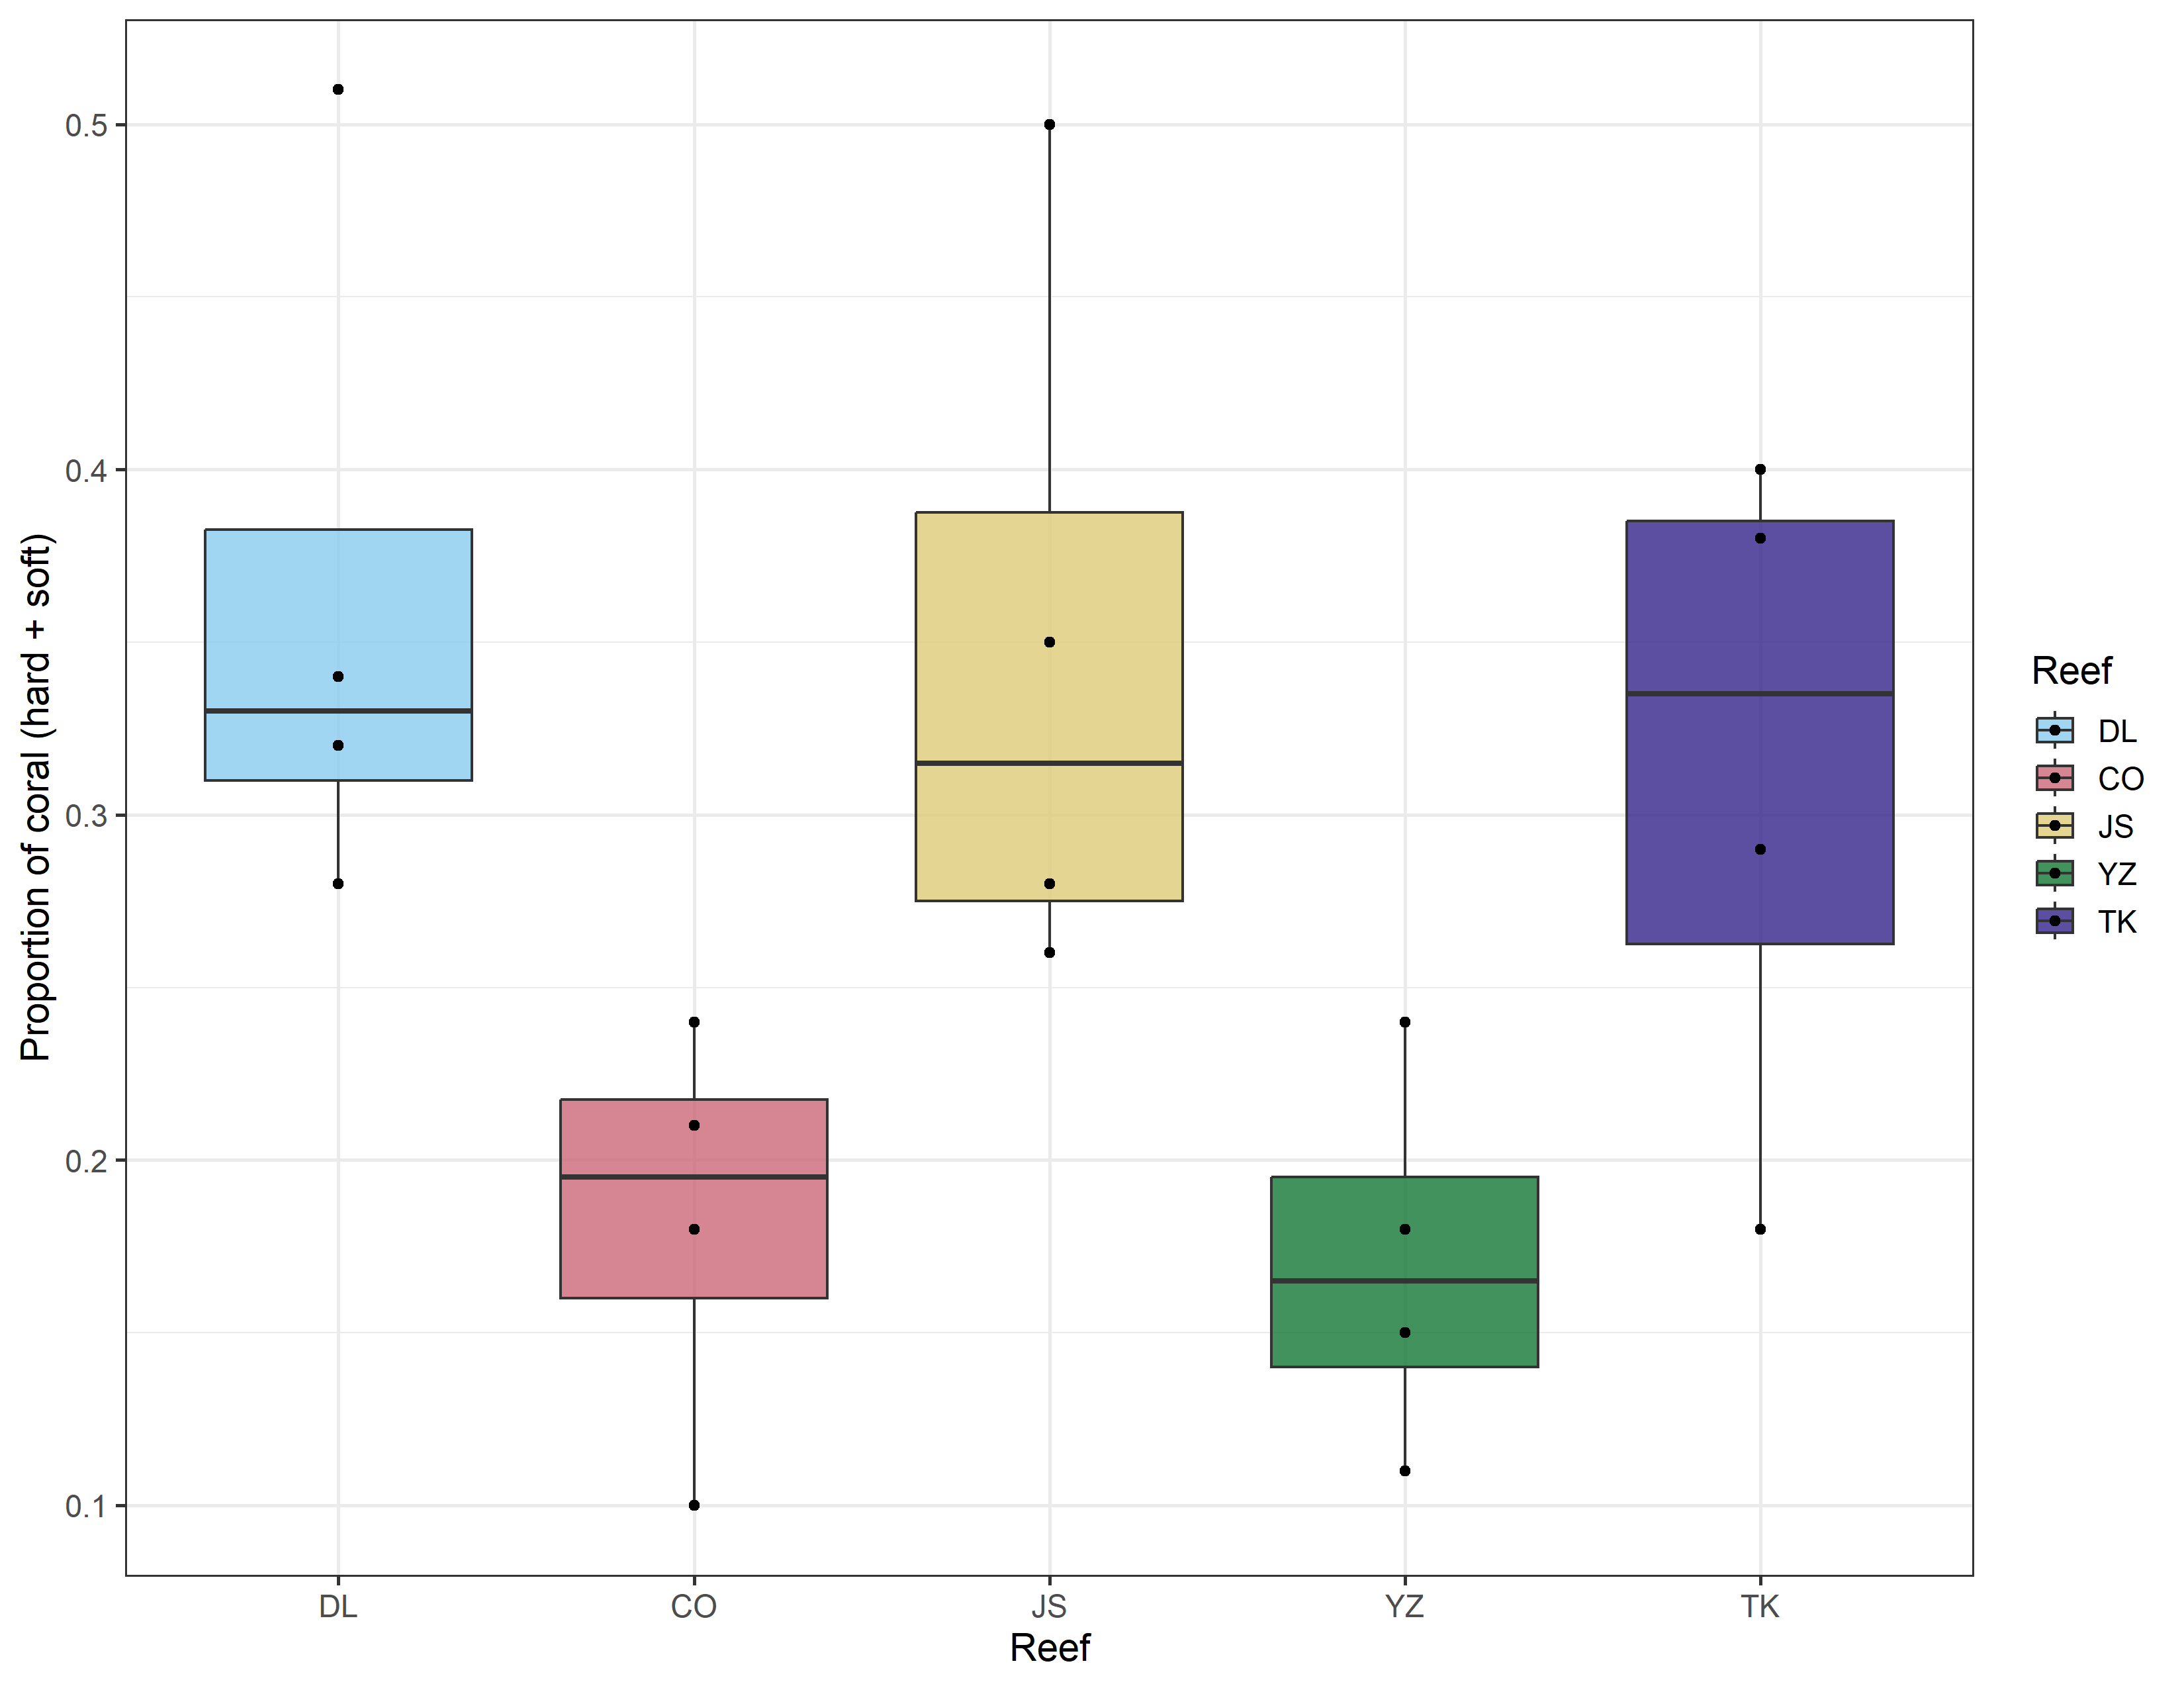 Proportion of coral (hard + soft)
0.5
0.4
0.3
0.2
0.1
DL CO JS YZ TK
Reef
Reef
DL
CO
JS
YZ
TK